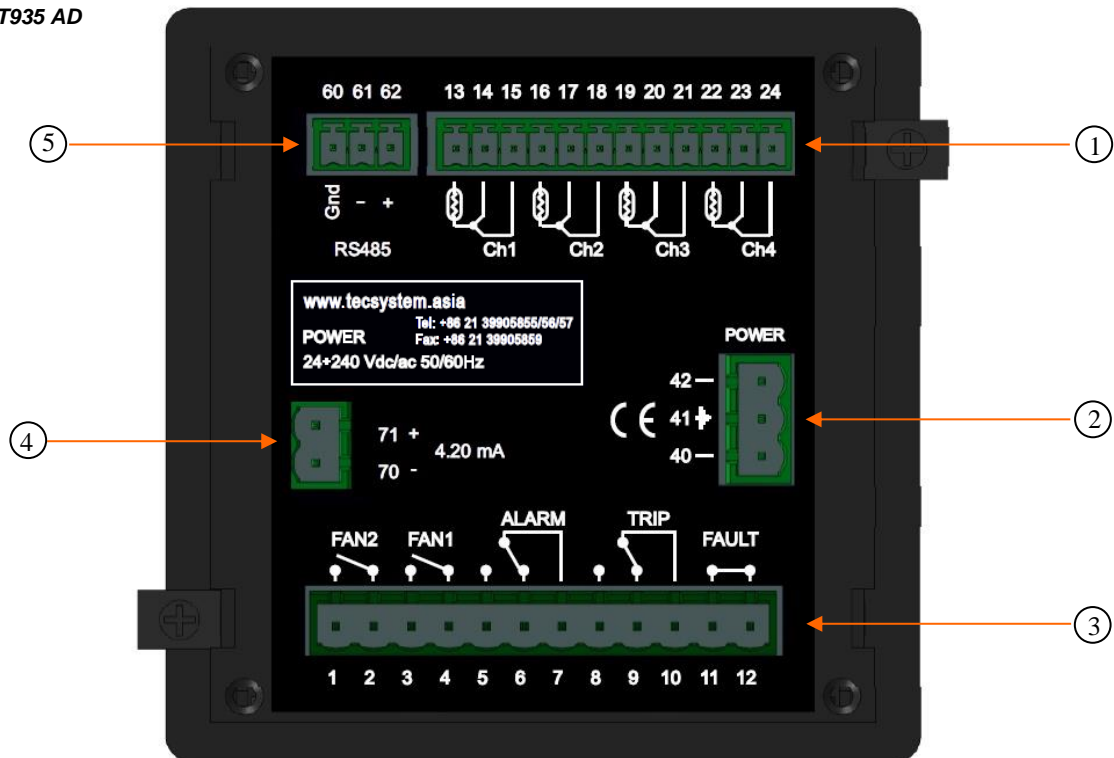 T935 AD
60 61 62
13 14 15 16 17 18 19 20 21 22 23 24
5
1
Gnd - +
RS485
Ch1 Ch2 Ch3 Ch4
www.tecsystem.asia
Tel: +86 21 39905855/56/57
POWER Fax: +86 21 39905859
24÷240 Vdc/ac 50/60Hz
POWER
42
CE 41
40
2
4
71 +
4.20 mA
70 -
FAN2 FAN1 ALARM TRIP FAULT
3
1 2 3 4 5 6 7 8 9 10 11 12